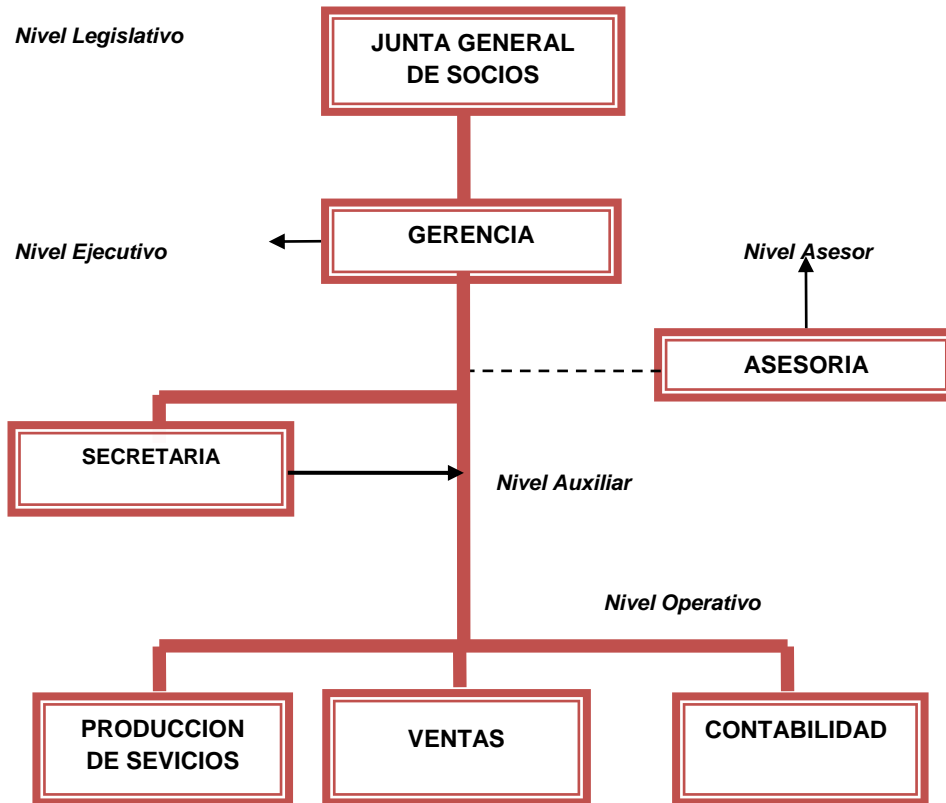 Nivel Legislativo
JUNTA GENERAL
DE SOCIOS
GERENCIA
Nivel Ejecutivo
Nivel Asesor
ASESORIA
SECRETARIA
Nivel Auxiliar
Nivel Operativo
PRODUCCION
DE SEVICIOS
VENTAS
CONTABILIDAD